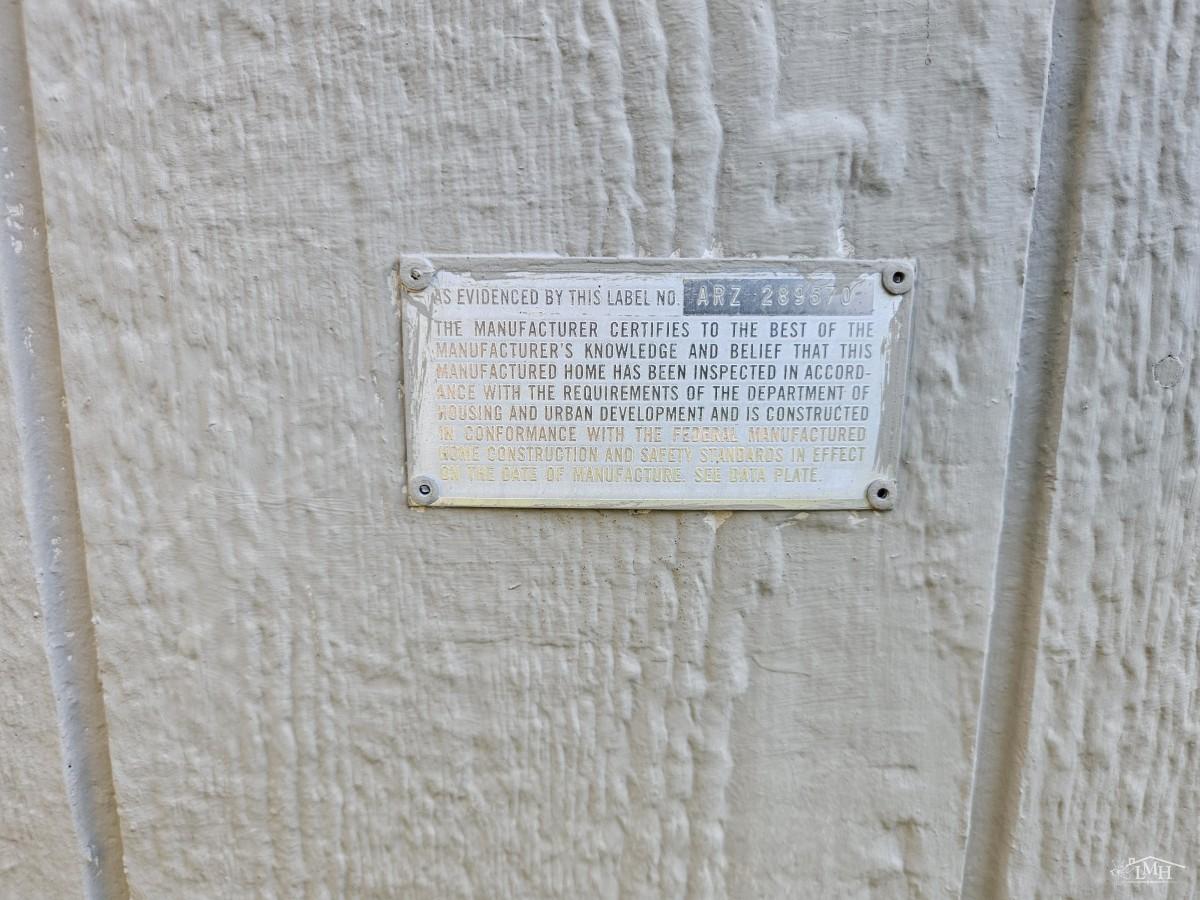 AS EVIDENCED BY THIS LABEL NO. ARZ
THE MANUFACTURER CERTIFIES TO THE BEST OF THE
MANUFACTURER'S KNOWLEDGE AND BELIEF THAT THIS
MANUFACTURED HOME HAS BEEN INSPECTED IN ACCORD-
ANCE WITH THE REQUIREMENTS OF THE DEPARTMENT OF
HOUSING AND URBAN DEVELOPMENT AND IS CONSTRUCTED
IN CONFORMANCE WITH THE FEDERAL MANUFACTURED
HOME CONSTRUCTION AND SAFETY STANDARDS IN EFFECT
ON THE DATE OF MANUFACTURE. SEE DATA PLATE.
LMH